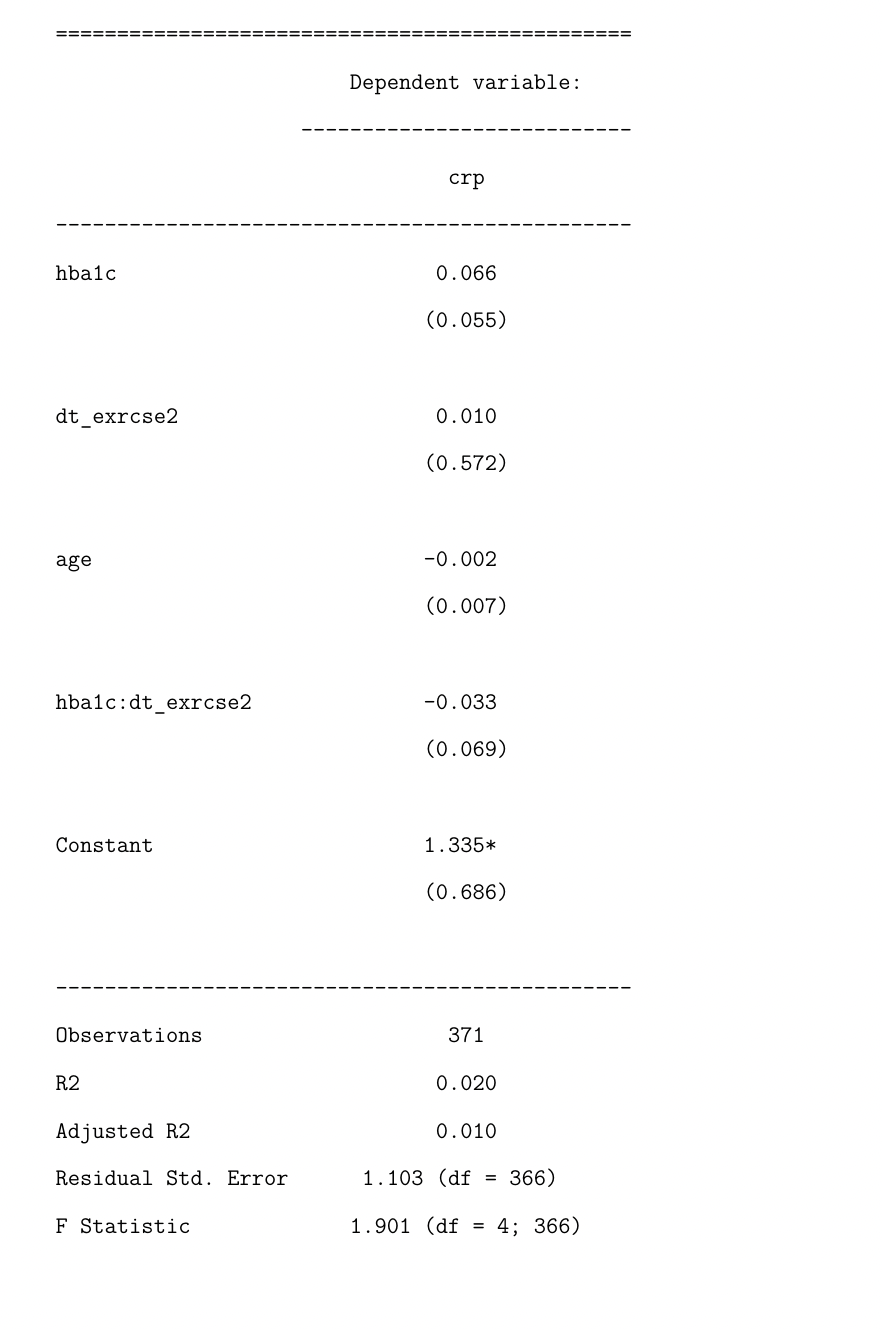 ===============================================
Dependent variable:
---------------------------
crp
-----------------------------------------------
hba1c 0.066
(0.055)
dt_exrcse2 0.010
(0.572)
age -0.002
(0.007)
hba1c:dt_exrcse2 -0.033
(0.069)
Constant 1.335*
(0.686)
-----------------------------------------------
Observations 371
R2 0.020
Adjusted R2 0.010
Residual Std. Error 1.103 (df = 366)
F Statistic 1.901 (df = 4; 366)